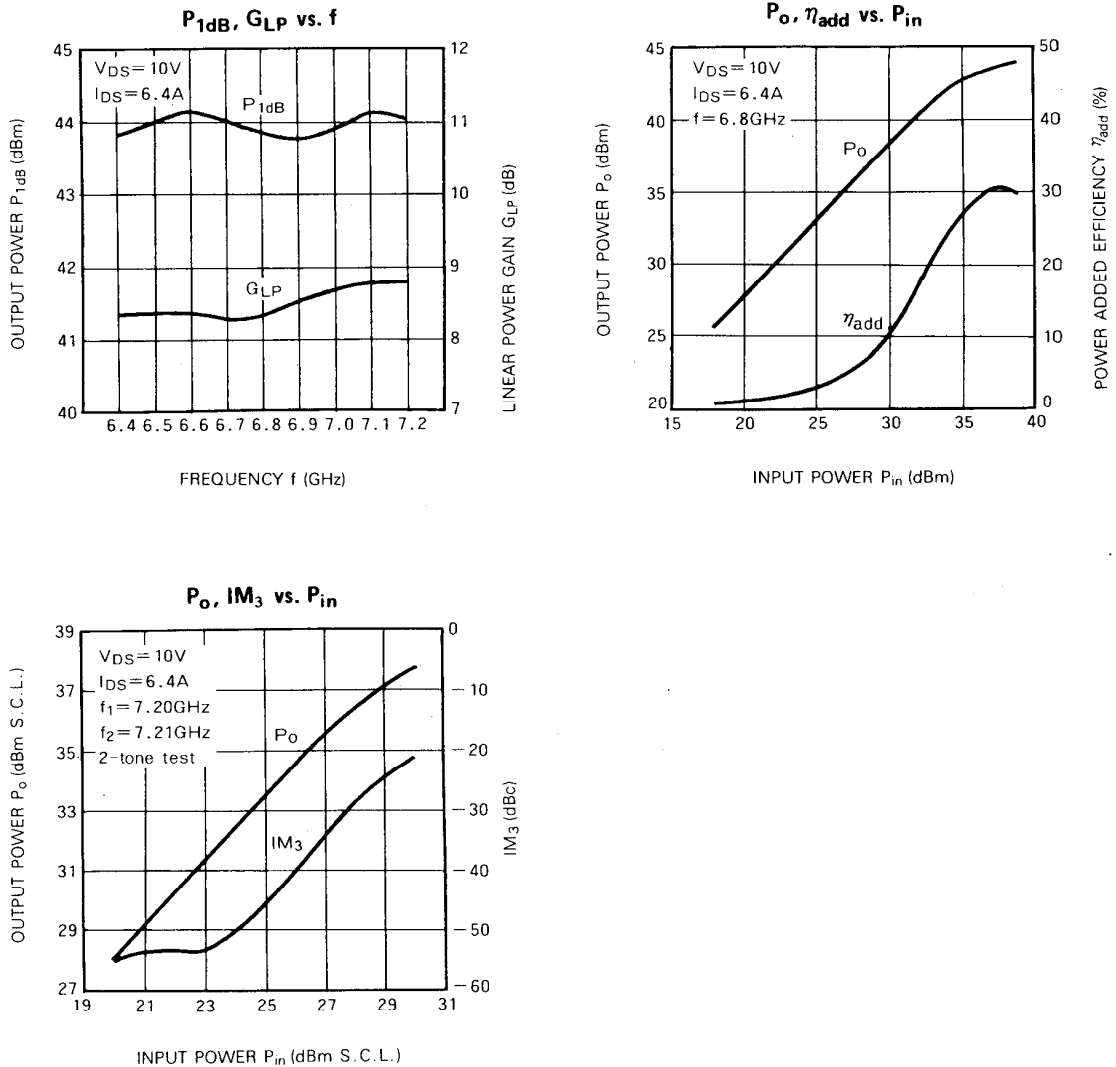 P1dB, GLP vs. f
45
44
43
42
41
40
OUTPUT POWER P1dB (dBm)
VDS=10V
IDS=6.4A
P1dB
GLP
12
11
10
9
8
7
LINEAR POWER GAIN GLP (dB)
6.4 6.5 6.6 6.7 6.8 6.9 7.0 7.1 7.2
FREQUENCY f (GHz)
Po, ηadd vs. Pin
45
40
35
30
25
20
OUTPUT POWER Po (dBm)
VDS=10V
IDS=6.4A
f=6.8GHz
Po
ηadd
50
40
30
20
10
0
POWER ADDED EFFICIENCY ηadd (%)
15 20 25 30 35 40
INPUT POWER Pin (dBm)
Po, IM3 vs. Pin
39
37
35
33
31
29
27
OUTPUT POWER Po (dBm S.C.L.)
VDS=10V
IDS=6.4A
f1=7.20GHz
f2=7.21GHz
2-tone test
Po
IM3
0
-10
-20
-30
-40
-50
-60
IM3 (dBc)
19 21 23 25 27 29 31
INPUT POWER Pin (dBm S.C.L.)